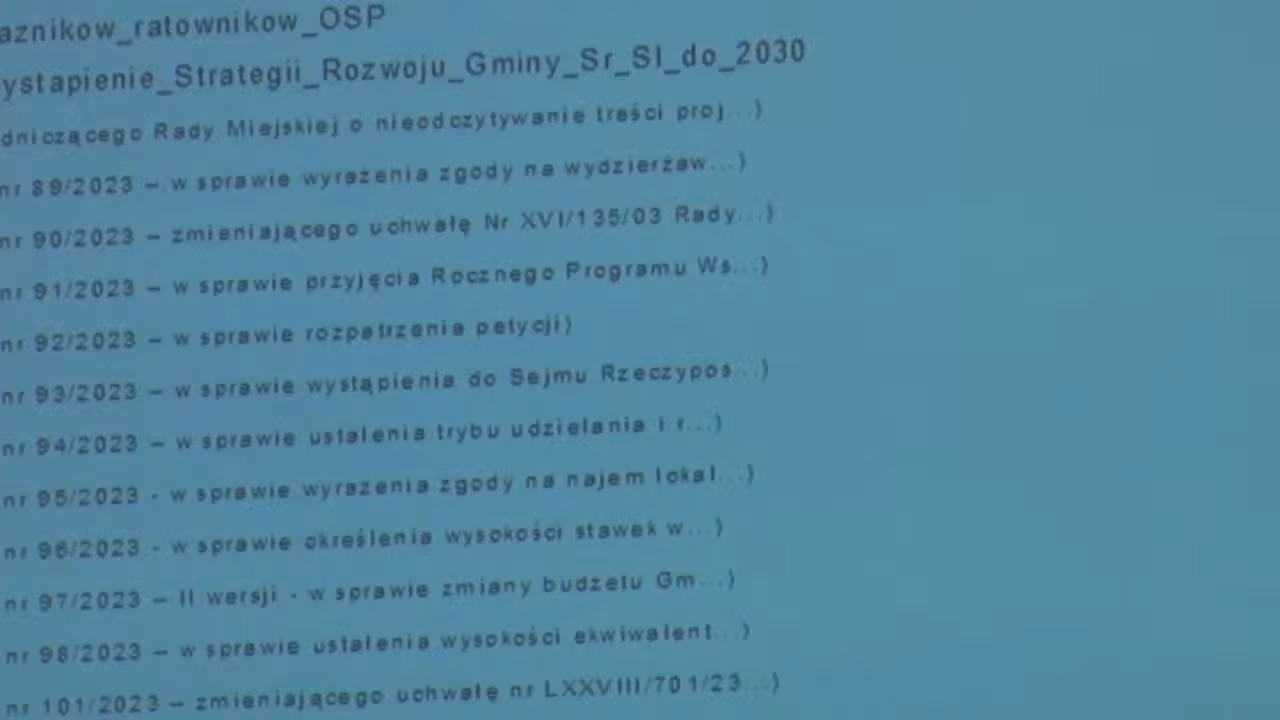 aznikow_ratownikow_OSP
ystapienie_Strategii_Rozwoju_Gminy_Sr_Sl_do_2030
dniczącego Rady Miejskiej o nieodczytywanie treści proj...)
nr 89/2023 – w sprawie wyrażenia zgody na wydzierżaw...)
nr 90/2023 – zmieniającego uchwałę Nr XVI/135/03 Rady...)
nr 91/2023 – w sprawie przyjęcia Rocznego Programu Ws...)
nr 92/2023 – w sprawie rozpatrzenia petycji)
nr 93/2023 – w sprawie wystąpienia do Sejmu Rzeczypos...)
nr 94/2023 – w sprawie ustalenia trybu udzielania i r...)
nr 95/2023 - w sprawie wyrażenia zgody na najem lokal...)
nr 96/2023 - w sprawie określenia wysokości stawek w...)
nr 97/2023 – II wersji - w sprawie zmiany budżetu Gm...)
nr 98/2023 – w sprawie ustalenia wysokości ekwiwalent...)
nr 101/2023 – zmieniającego uchwałę nr LXXVIII/701/23...)